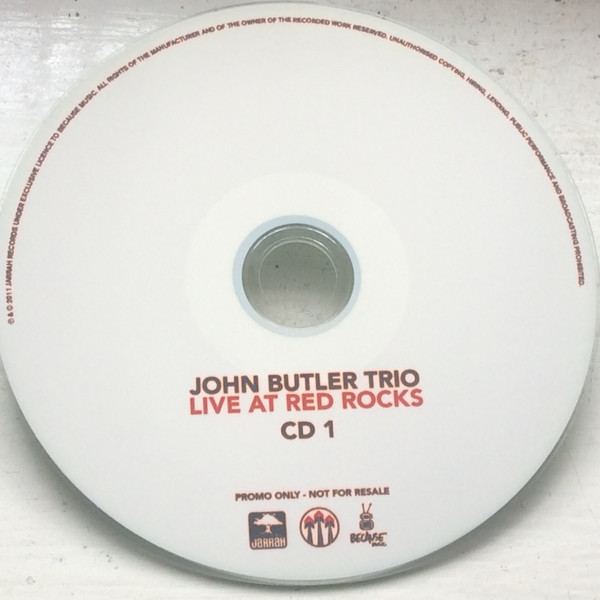 ℗ & © 2011 JARRAH RECORDS UNDER EXCLUSIVE LICENCE TO BECAUSE MUSIC. ALL RIGHTS OF THE MANUFACTURER AND OF THE OWNER OF THE RECORDED WORK RESERVED. UNAUTHORISED COPYING, HIRING, LENDING, PUBLIC PERFORMANCE AND BROADCASTING PROHIBITED.
JOHN BUTLER TRIO
LIVE AT RED ROCKS
CD 1
PROMO ONLY - NOT FOR RESALE
JARRAH
BECAUSE
MUSIC